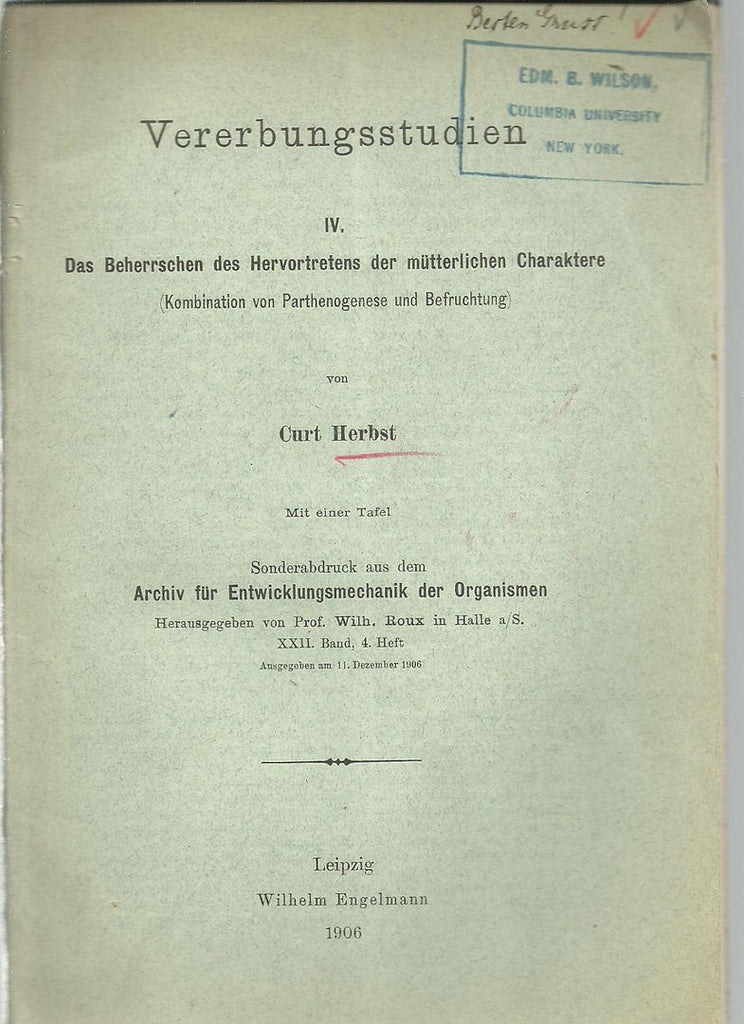 Besten Gruss!
EDM. B. WILSON,
COLUMBIA UNIVERSITY
NEW YORK.
Vererbungsstudien
IV.
Das Beherrschen des Hervortretens der mütterlichen Charaktere
(Kombination von Parthenogenese und Befruchtung)
von
Curt Herbst
Mit einer Tafel
Sonderabdruck aus dem
Archiv für Entwicklungsmechanik der Organismen
Herausgegeben von Prof. Wilh. Roux in Halle a/S.
XXII. Band, 4. Heft
Ausgegeben am 11. Dezember 1906
Leipzig
Wilhelm Engelmann
1906